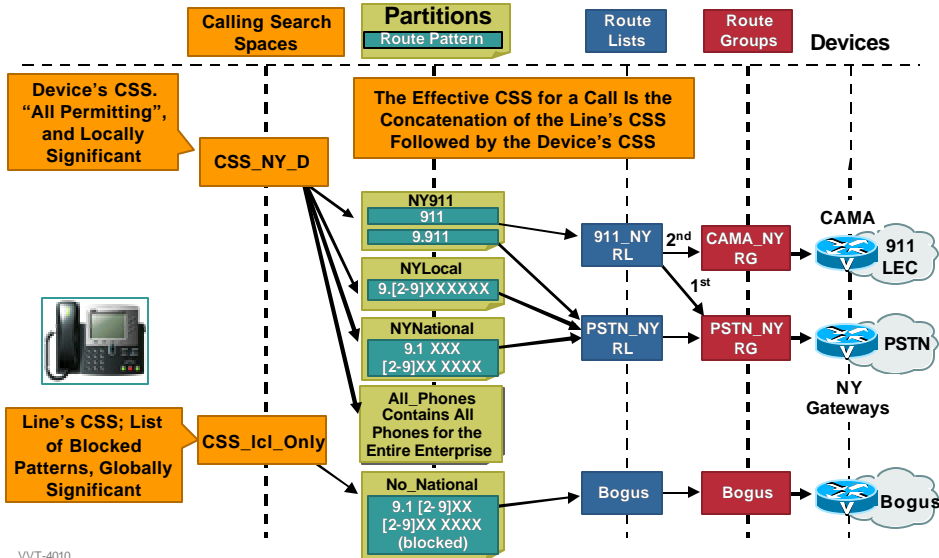 Calling Search
Spaces
Partitions
Route Pattern
Route
Lists
Route
Groups
Devices
Device's CSS.
“All Permitting”,
and Locally
Significant
The Effective CSS for a Call Is the
Concatenation of the Line's CSS
Followed by the Device's CSS
CSS_NY_D
NY911
911
9.911
911_NY
RL
2nd
1st
CAMA_NY
RG
CAMA
V
911
LEC
NYLocal
9.[2-9]XXXXXX
NYNational
9.1 XXX
[2-9]XX XXXX
PSTN_NY
RL
PSTN_NY
RG
V
PSTN
NY
Gateways
All_Phones
Contains All
Phones for the
Entire Enterprise
Line's CSS; List
of Blocked
Patterns, Globally
Significant
CSS_lcl_Only
No_National
9.1 [2-9]XX
[2-9]XX XXXX
(blocked)
Bogus
Bogus
V
Bogus
VVT-4010